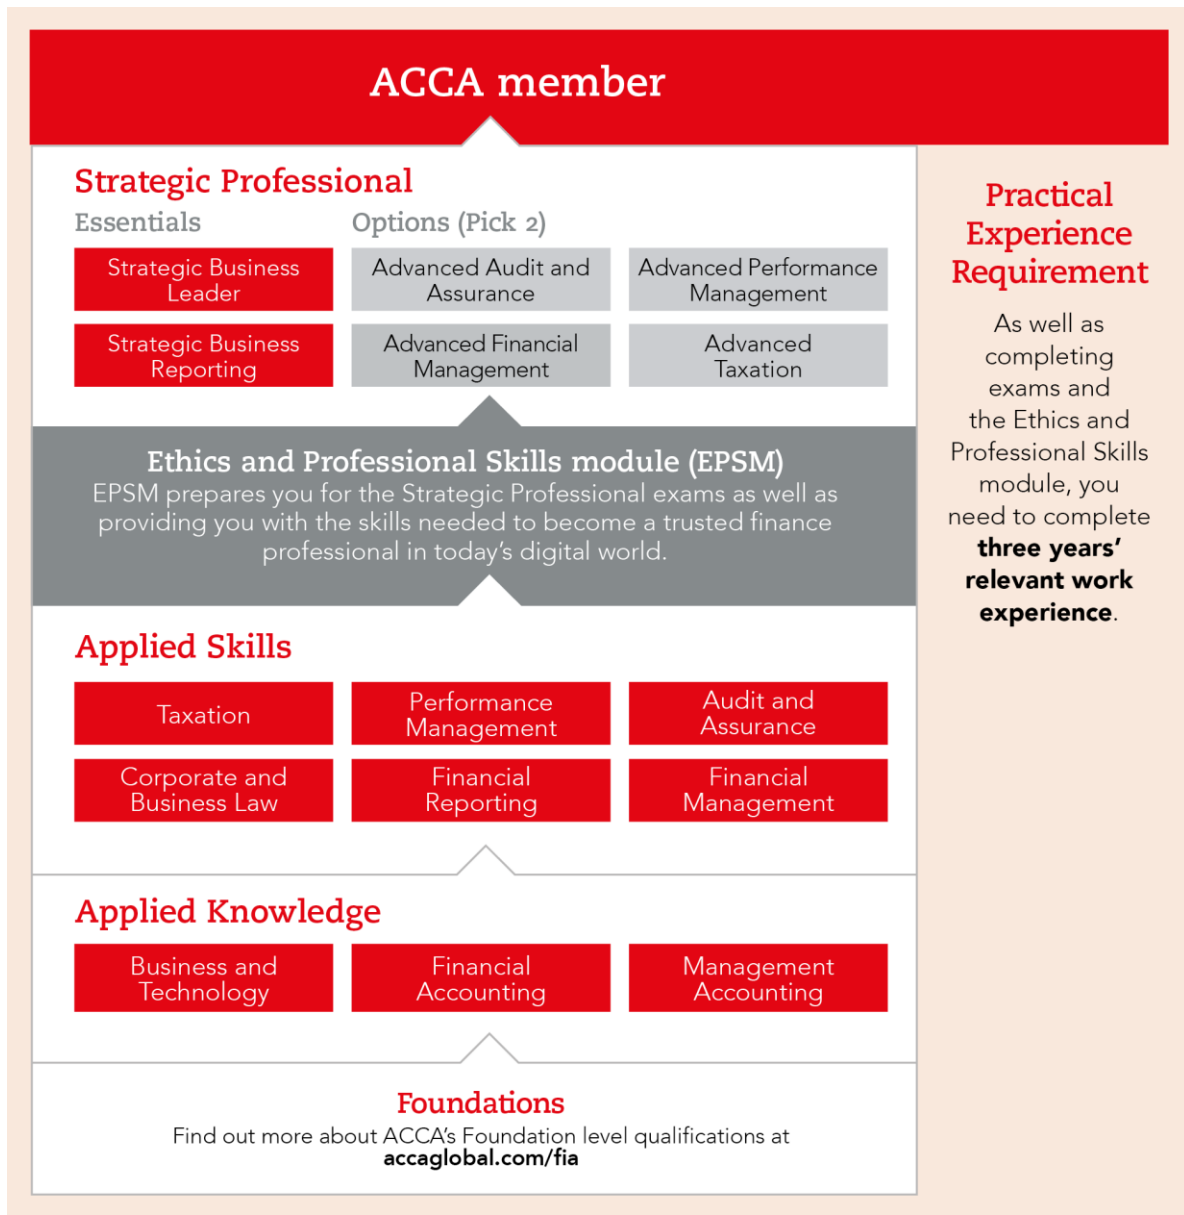 ACCA member
Strategic Professional
Essentials
Options (Pick 2)
Strategic Business
Leader
Advanced Audit and
Assurance
Advanced Performance
Management
Strategic Business
Reporting
Advanced Financial
Management
Advanced
Taxation
Ethics and Professional Skills module (EPSM)
EPSM prepares you for the Strategic Professional exams as well as
providing you with the skills needed to become a trusted finance
professional in today's digital world.
Applied Skills
Taxation
Performance
Management
Audit and
Assurance
Corporate and
Business Law
Financial
Reporting
Financial
Management
Applied Knowledge
Business and
Technology
Financial
Accounting
Management
Accounting
Foundations
Find out more about ACCA's Foundation level qualifications at
accaglobal.com/fia
Practical
Experience
Requirement
As well as
completing
exams and
the Ethics and
Professional Skills
module, you
need to complete
three years'
relevant work
experience.